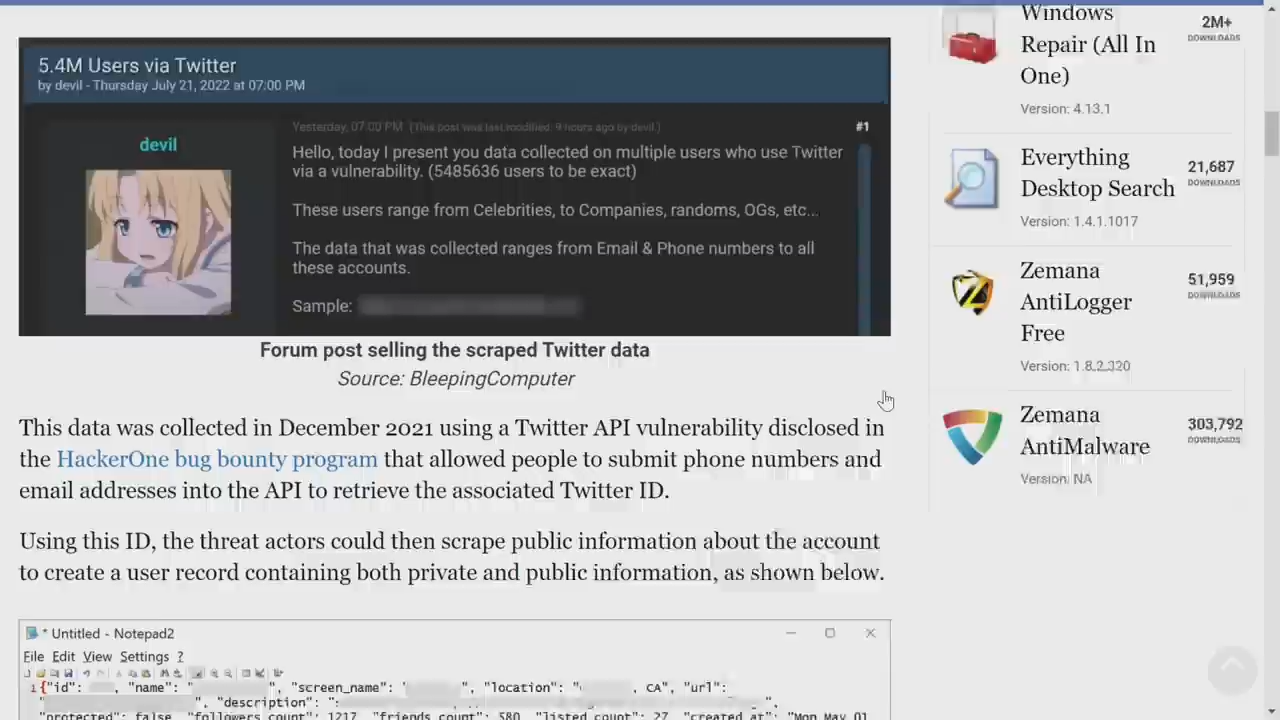 5.4M Users via Twitter
by devil - Thursday July 21, 2022 at 07:00 PM
devil
Yesterday, 07:00 PM (This post was last modified: 9 hours ago by devil.)
#1
Hello, today I present you data collected on multiple users who use Twitter
via a vulnerability. (5485636 users to be exact)
These users range from Celebrities, to Companies, randoms, OGs, etc...
The data that was collected ranges from Email & Phone numbers to all
these accounts.
Sample:
Forum post selling the scraped Twitter data
Source: BleepingComputer
This data was collected in December 2021 using a Twitter API vulnerability disclosed in
the HackerOne bug bounty program that allowed people to submit phone numbers and
email addresses into the API to retrieve the associated Twitter ID.
Using this ID, the threat actors could then scrape public information about the account
to create a user record containing both private and public information, as shown below.
* Untitled - Notepad2
File Edit View Settings ?
1 {"id": , "name": " ", "screen_name": ' ", "location": " , CA", "url":
", "description": ":
"protected": false, "followers_count": 1217, "friends_count": 580, "listed_count": 27, "created_at": "Mon May 01
Windows
Repair (All In
One)
Version: 4.13.1
2M+
DOWNLOADS
Everything
Desktop Search
Version: 1.4.1.1017
21,687
DOWNLOADS
Zemana
AntiLogger
Free
Version: 1.8.2.320
51,959
DOWNLOADS
Zemana
AntiMalware
Version: NA
303,792
DOWNLOADS